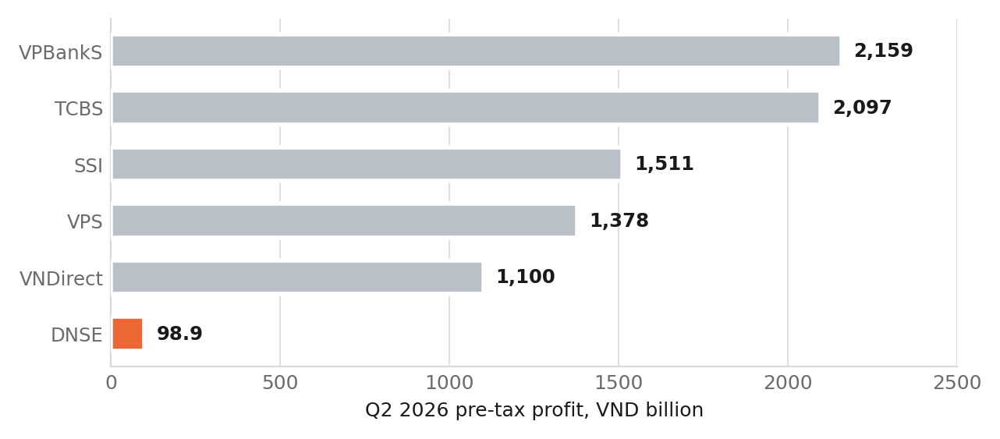 VPBankS 2,159
TCBS 2,097
SSI 1,511
VPS 1,378
VNDirect 1,100
DNSE 98.9
0 500 1000 1500 2000 2500
Q2 2026 pre-tax profit, VND billion